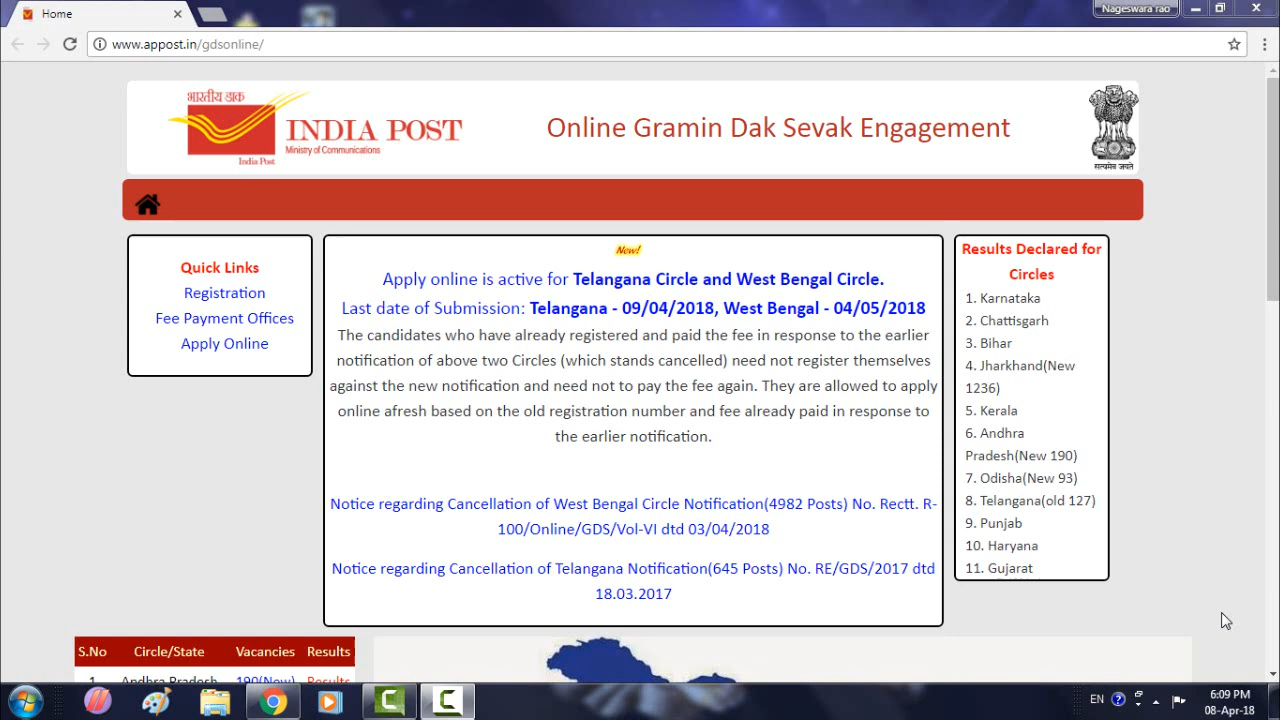 Home
Nageswara rao
www.appost.in/gdsonline/
भारतीय डाक
INDIA POST
Ministry of Communications
India Post
Online Gramin Dak Sevak Engagement
सत्यमेव जयते
Quick Links
Registration
Fee Payment Offices
Apply Online
New!
Apply online is active for Telangana Circle and West Bengal Circle.
Last date of Submission: Telangana - 09/04/2018, West Bengal - 04/05/2018
The candidates who have already registered and paid the fee in response to the earlier
notification of above two Circles (which stands cancelled) need not register themselves
against the new notification and need not to pay the fee again. They are allowed to apply
online afresh based on the old registration number and fee already paid in response to
the earlier notification.
Notice regarding Cancellation of West Bengal Circle Notification(4982 Posts) No. Rectt. R-
100/Online/GDS/Vol-VI dtd 03/04/2018
Notice regarding Cancellation of Telangana Notification(645 Posts) No. RE/GDS/2017 dtd
18.03.2017
Results Declared for
Circles
1. Karnataka
2. Chattisgarh
3. Bihar
4. Jharkhand(New
1236)
5. Kerala
6. Andhra
Pradesh(New 190)
7. Odisha(New 93)
8. Telangana(old 127)
9. Punjab
10. Haryana
11. Gujarat
S.No Circle/State Vacancies Results
1 Andhra Pradesh 190(New) Results
EN
6:09 PM
08-Apr-18